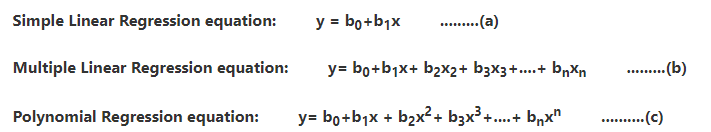 Simple Linear Regression equation: y = b₀+b₁x .........(a)
Multiple Linear Regression equation: y= b₀+b₁x+ b₂x₂+ b₃x₃+....+ bₙxₙ .........(b)
Polynomial Regression equation: y= b₀+b₁x + b₂x²+ b₃x³+....+ bₙxⁿ ..........(c)